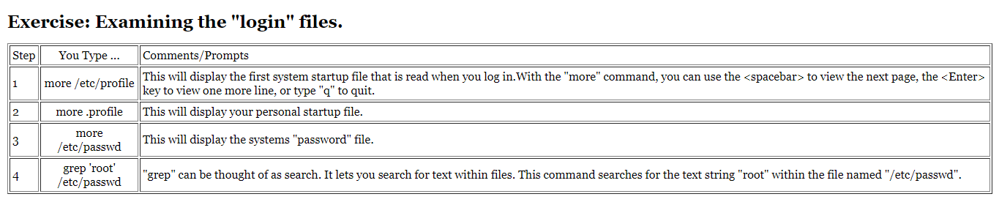 Exercise: Examining the "login" files.
Step You Type ... Comments/Prompts
1 more /etc/profile This will display the first system startup file that is read when you log in.With the "more" command, you can use the <spacebar> to view the next page, the <Enter>
key to view one more line, or type "q" to quit.
2 more .profile This will display your personal startup file.
3 more
/etc/passwd This will display the systems "password" file.
4 grep 'root'
/etc/passwd "grep" can be thought of as search. It lets you search for text within files. This command searches for the text string "root" within the file named "/etc/passwd".